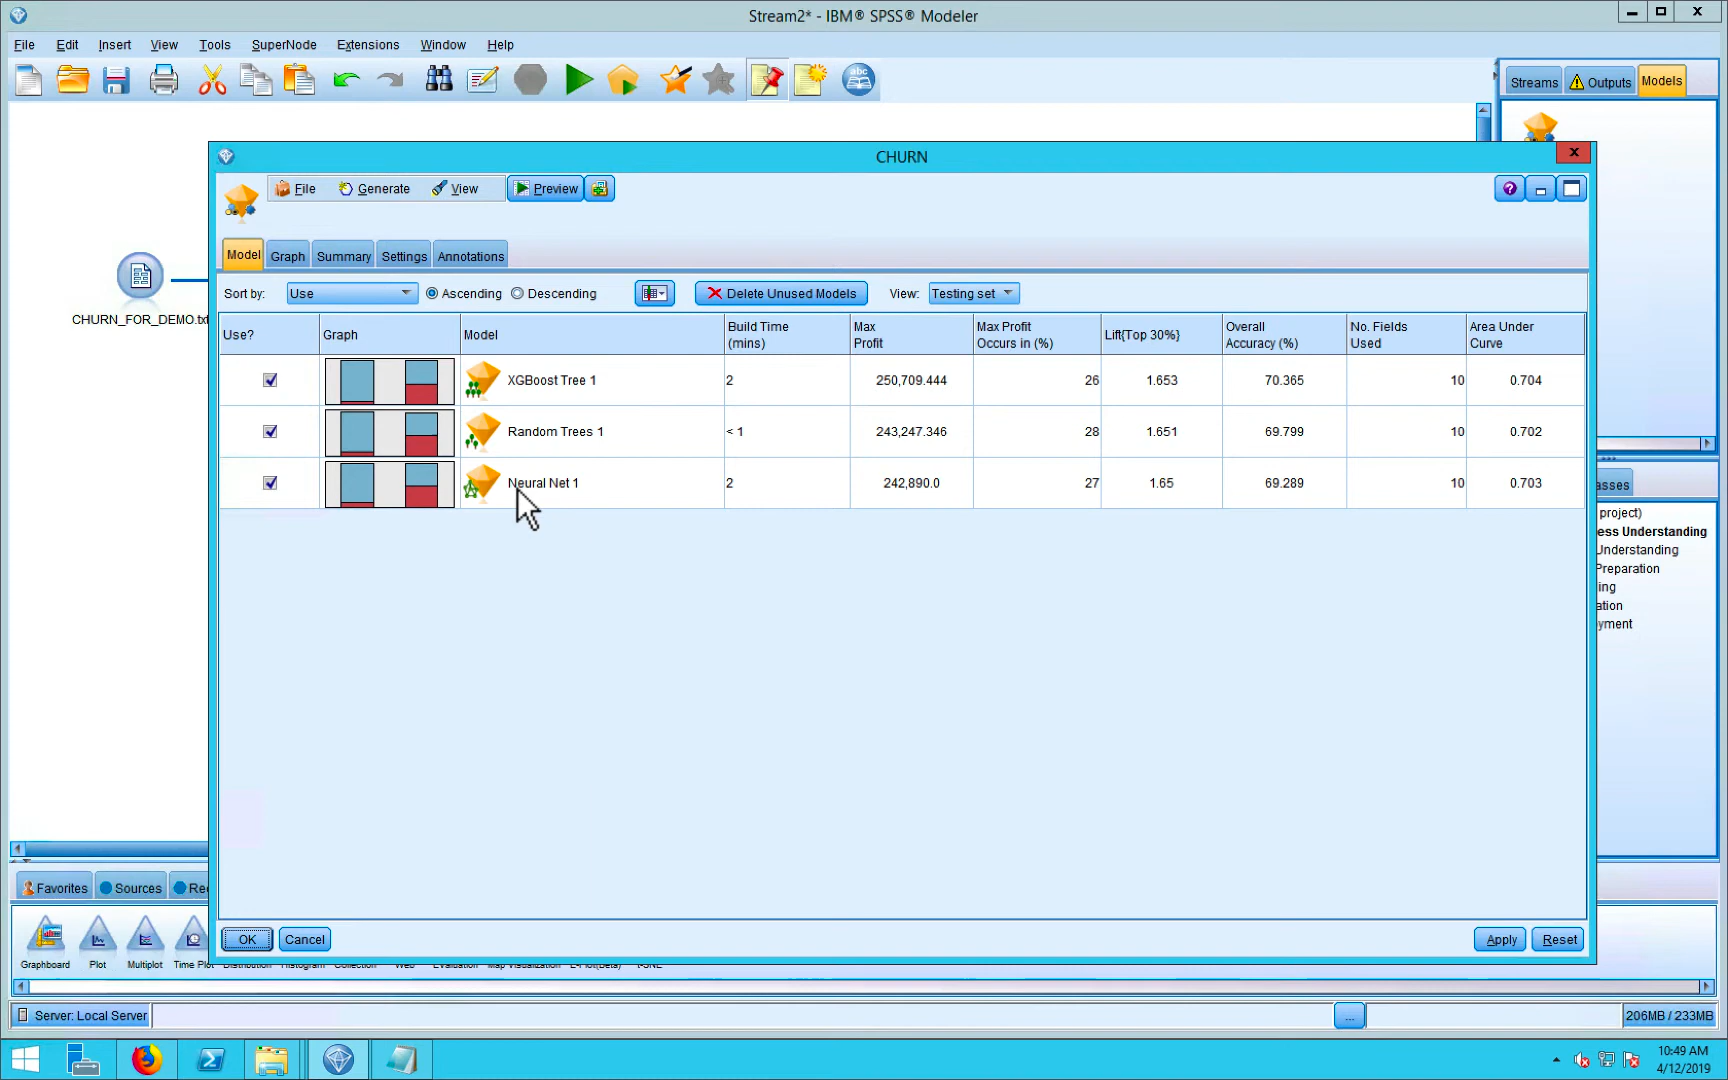 Stream2* - IBM® SPSS® Modeler
File Edit Insert View Tools SuperNode Extensions Window Help
abc
Streams Outputs Models
CHURN
File Generate View Preview
Model Graph Summary Settings Annotations
Sort by: Use Ascending Descending Delete Unused Models View: Testing set
Use? Graph Model Build Time (mins) Max Profit Max Profit Occurs in (%) Lift{Top 30%} Overall Accuracy (%) No. Fields Used Area Under Curve
XGBoost Tree 1 2 250,709.444 26 1.653 70.365 10 0.704
Random Trees 1 < 1 243,247.346 28 1.651 69.799 10 0.702
Neural Net 1 2 242,890.0 27 1.65 69.289 10 0.703
CHURN_FOR_DEMO.txt
asses
project)
ess Understanding
Understanding
Preparation
ing
ation
yment
Favorites Sources Rec
OK Cancel Apply Reset
Graphboard Plot Multiplot Time Plot
Server: Local Server ... 206MB / 233MB
10:49 AM
4/12/2019